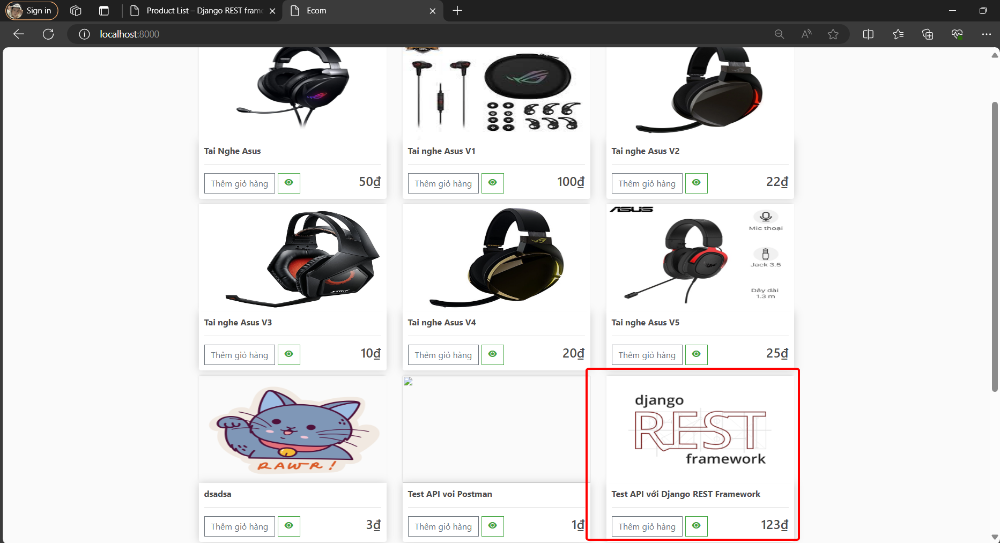 Sign in
Product List – Django REST frame
Ecom
localhost:8000
Tai Nghe Asus
Thêm giỏ hàng
50₫
Tai nghe Asus V1
Thêm giỏ hàng
100₫
Tai nghe Asus V2
Thêm giỏ hàng
22₫
STRIX
Tai nghe Asus V3
Thêm giỏ hàng
10₫
Tai nghe Asus V4
Thêm giỏ hàng
20₫
ASUS
Mic thoại
Jack 3.5
Dây dài
1.3 m
Tai nghe Asus V5
Thêm giỏ hàng
25₫
RAWR!
dsadsa
Thêm giỏ hàng
3₫
Test API voi Postman
Thêm giỏ hàng
1₫
django
REST
framework
Test API với Django REST Framework
Thêm giỏ hàng
123₫